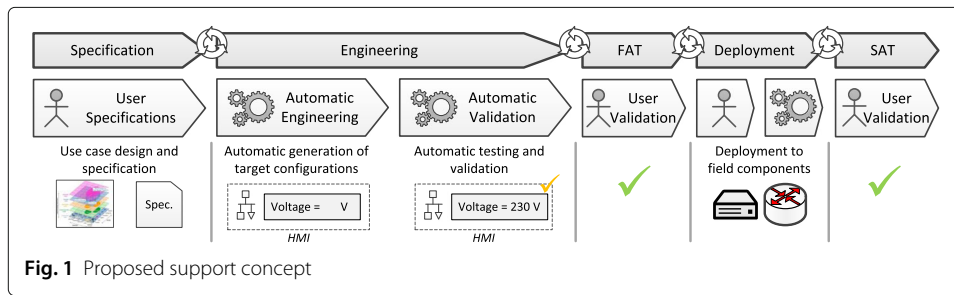 Specification
Engineering
FAT
Deployment
SAT
User
Specifications
Automatic
Engineering
Automatic
Validation
User
Validation
User
Validation
Use case design and
specification
Automatic generation of
target configurations
Automatic testing and
validation
Deployment to
field components
Spec.
Voltage = V
HMI
Voltage = 230 V
HMI
Fig. 1 Proposed support concept